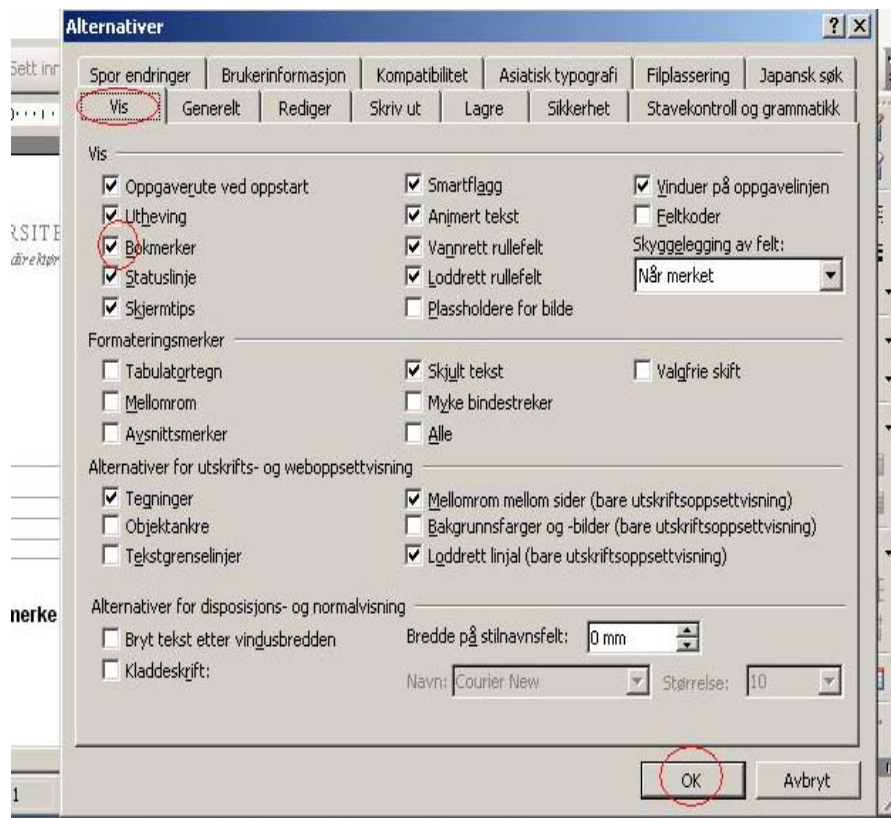 Alternativer
Sett inn
Spor endringer Brukerinformasjon Kompatibilitet Asiatisk typografi Filplassering Japansk søk
Vis Generelt Rediger Skriv ut Lagre Sikkerhet Stavekontroll og grammatikk
Vis
Oppgaverute ved oppstart Smartflagg Vinduer på oppgavelinjen
Utheving Animert tekst Feltkoder
Bokmerker Vannrett rullefelt Skyggelegging av felt:
Statuslinje Loddrett rullefelt Når merket
Skjermtips Plassholdere for bilde
RSITE
direktør
Formateringsmerker
Tabulatortegn Skjult tekst Valgfrie skift
Mellomrom Myke bindestreker
Avsnittsmerker Alle
Alternativer for utskrifts- og weboppsettvisning
Tegninger Mellomrom mellom sider (bare utskriftsoppsettvisning)
Objektankre Bakgrunnsfarger og -bilder (bare utskriftsoppsettvisning)
Tekstgrenselinjer Loddrett linjal (bare utskriftsoppsettvisning)
Alternativer for disposisjons- og normalvisning
merke
Bryt tekst etter vindusbredden Bredde på stilnavnsfelt: 0 mm
Kladdeskrift: Navn: Courier New Størrelse: 10
OK Avbryt
1